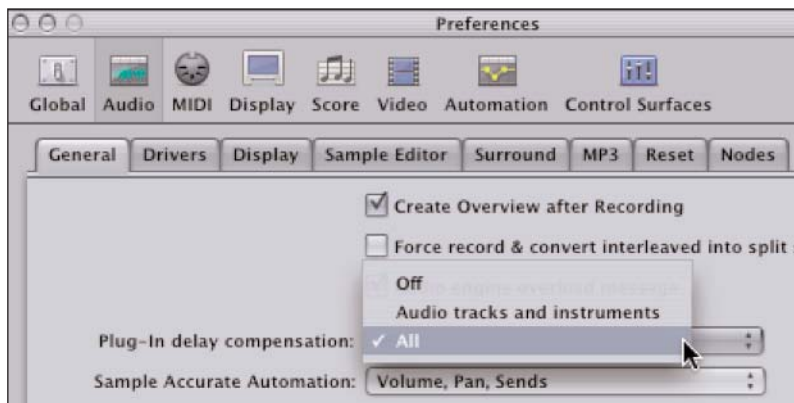 Preferences
Global Audio MIDI Display Score Video Automation Control Surfaces
General Drivers Display Sample Editor Surround MP3 Reset Nodes
Create Overview after Recording
Force record & convert interleaved into split
Off
Audio tracks and instruments
Plug-In delay compensation: ✓ All
Sample Accurate Automation: Volume, Pan, Sends